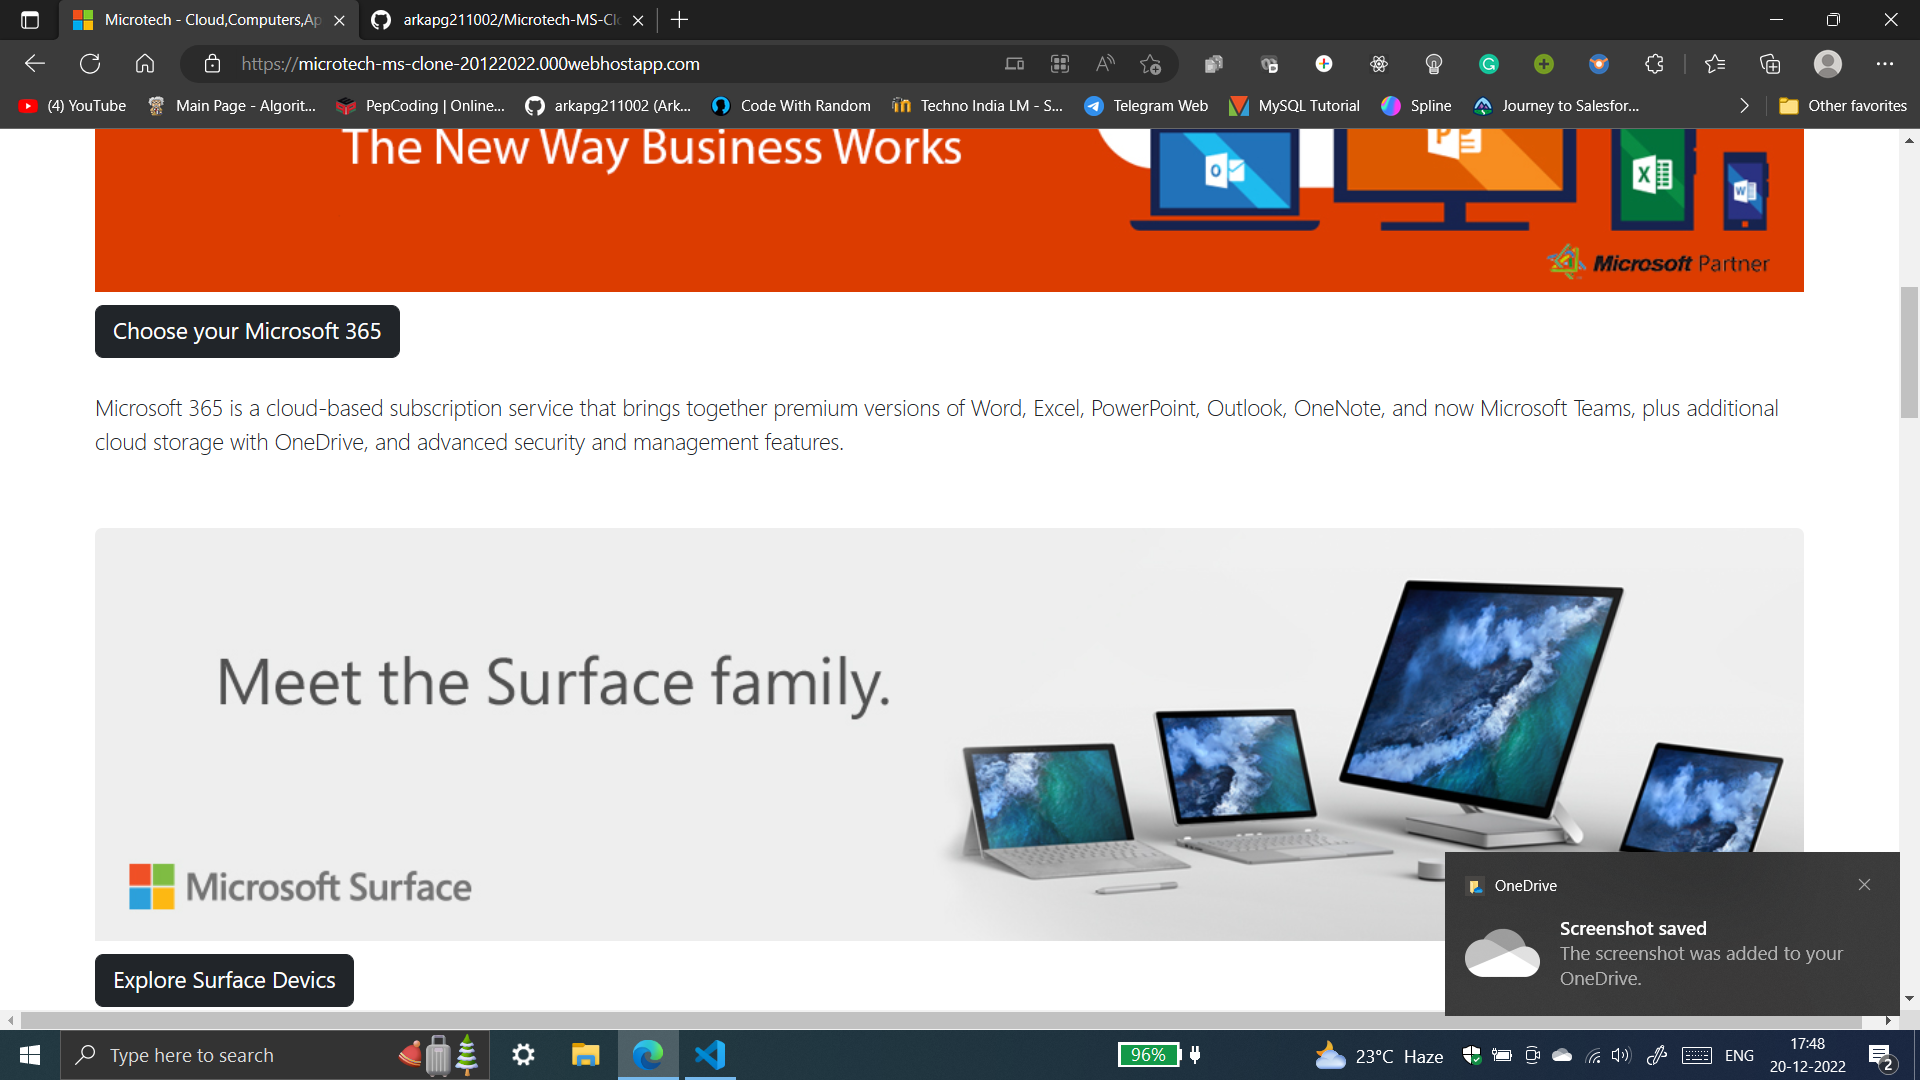 Microtech - Cloud,Computers,Ap
arkapg211002/Microtech-MS-Clo
https://microtech-ms-clone-20122022.000webhostapp.com
(4) YouTube
Main Page - Algorit...
PepCoding | Online...
arkapg211002 (Ark...
Code With Random
Techno India LM - S...
Telegram Web
MySQL Tutorial
Spline
Journey to Salesfor...
Other favorites
The New Way Business Works
Microsoft Partner
Choose your Microsoft 365
Microsoft 365 is a cloud-based subscription service that brings together premium versions of Word, Excel, PowerPoint, Outlook, OneNote, and now Microsoft Teams, plus additional
cloud storage with OneDrive, and advanced security and management features.
Meet the Surface family.
Microsoft Surface
Explore Surface Devics
OneDrive
Screenshot saved
The screenshot was added to your
OneDrive.
Type here to search
96%
23°C Haze
ENG
17:48
20-12-2022
2